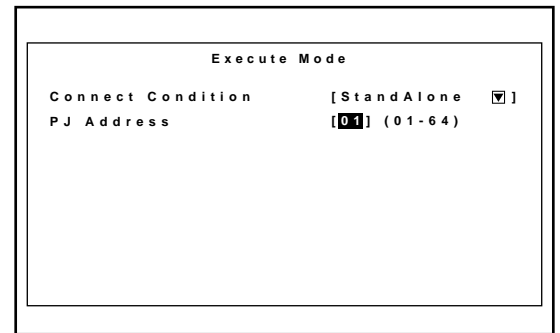 Execute Mode
Connect Condition [StandAlone ▼]
PJ Address [01] (01-64)